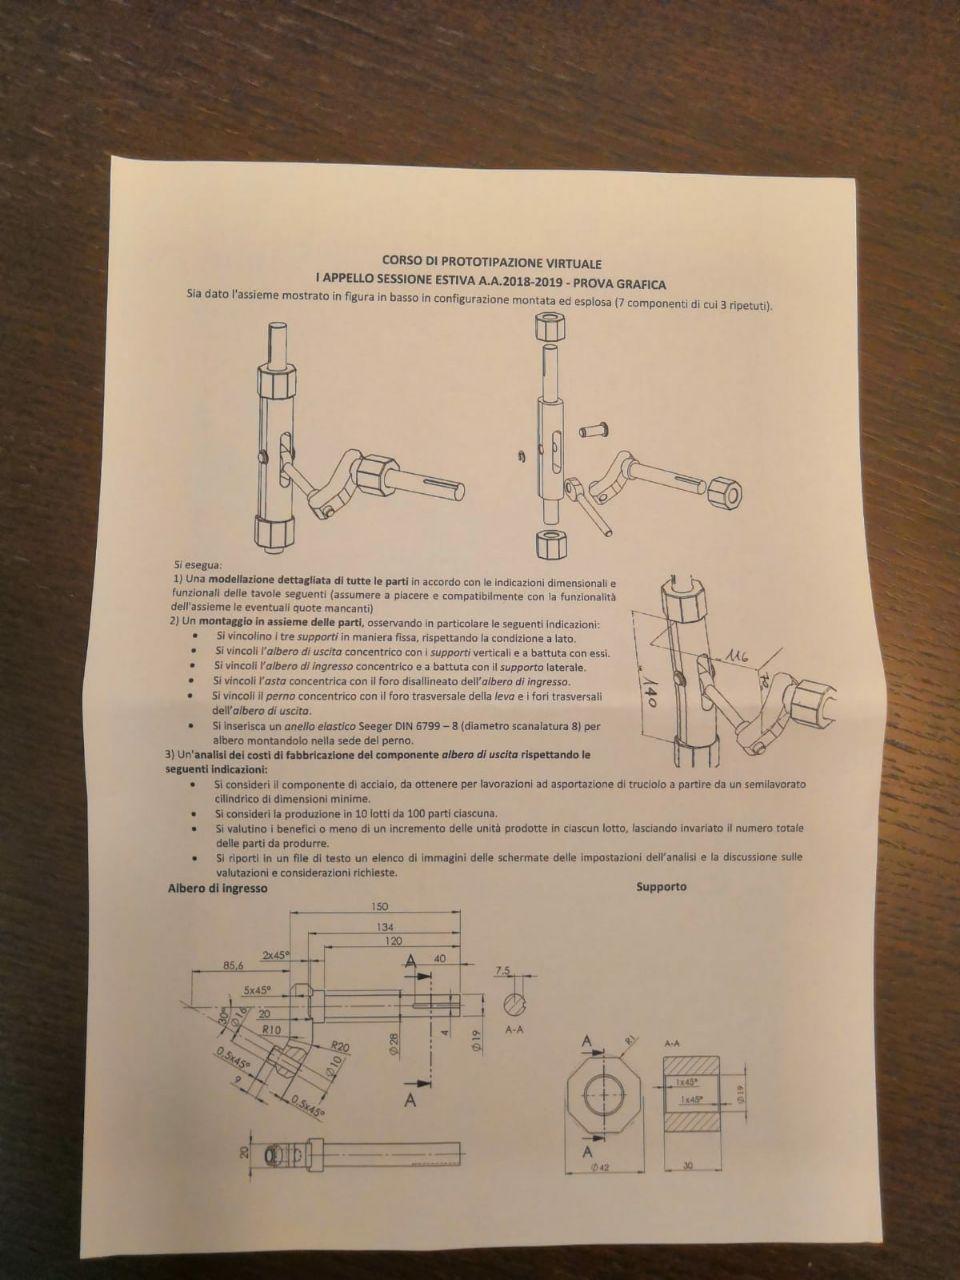 CORSO DI PROTOTIPAZIONE VIRTUALE
I APPELLO SESSIONE ESTIVA A.A.2018-2019 - PROVA GRAFICA
Sia dato l'assieme mostrato in figura in basso in configurazione montata ed esplosa (7 componenti di cui 3 ripetuti).
Si esegua:
1) Una modellazione dettagliata di tutte le parti in accordo con le indicazioni dimensionali e
funzionali delle tavole seguenti (assumere a piacere e compatibilmente con la funzionalità
dell'assieme le eventuali quote mancanti)
2) Un montaggio in assieme delle parti, osservando in particolare le seguenti indicazioni:
• Si vincolino i tre supporti in maniera fissa, rispettando la condizione a lato.
• Si vincoli l'albero di uscita concentrico con i supporti verticali e a battuta con essi.
• Si vincoli l'albero di ingresso concentrico e a battuta con il supporto laterale.
• Si vincoli l'asta concentrica con il foro disallineato dell'albero di ingresso.
• Si vincoli il perno concentrico con il foro trasversale della leva e i fori trasversali
dell'albero di uscita.
• Si inserisca un anello elastico Seeger DIN 6799 – 8 (diametro scanalatura 8) per
albero montandolo nella sede del perno.
116
70
140
3) Un'analisi dei costi di fabbricazione del componente albero di uscita rispettando le
seguenti indicazioni:
• Si consideri il componente di acciaio, da ottenere per lavorazioni ad asportazione di truciolo a partire da un semilavorato
cilindrico di dimensioni minime.
• Si consideri la produzione in 10 lotti da 100 parti ciascuna.
• Si valutino i benefici o meno di un incremento delle unità prodotte in ciascun lotto, lasciando invariato il numero totale
delle parti da produrre.
• Si riporti in un file di testo un elenco di immagini delle schermate delle impostazioni dell'analisi e la discussione sulle
valutazioni e considerazioni richieste.
Albero di ingresso
Supporto
150
134
120
2x45°
A
40
85,6
7.5
5x45°
20
30°
Ø16
R10
R20
Ø28
4
Ø19
A-A
Ø10
0.5x45°
9
0.5x45°
A
20
A
R1
A-A
1x45°
1x45°
Ø19
A
Ø42
30